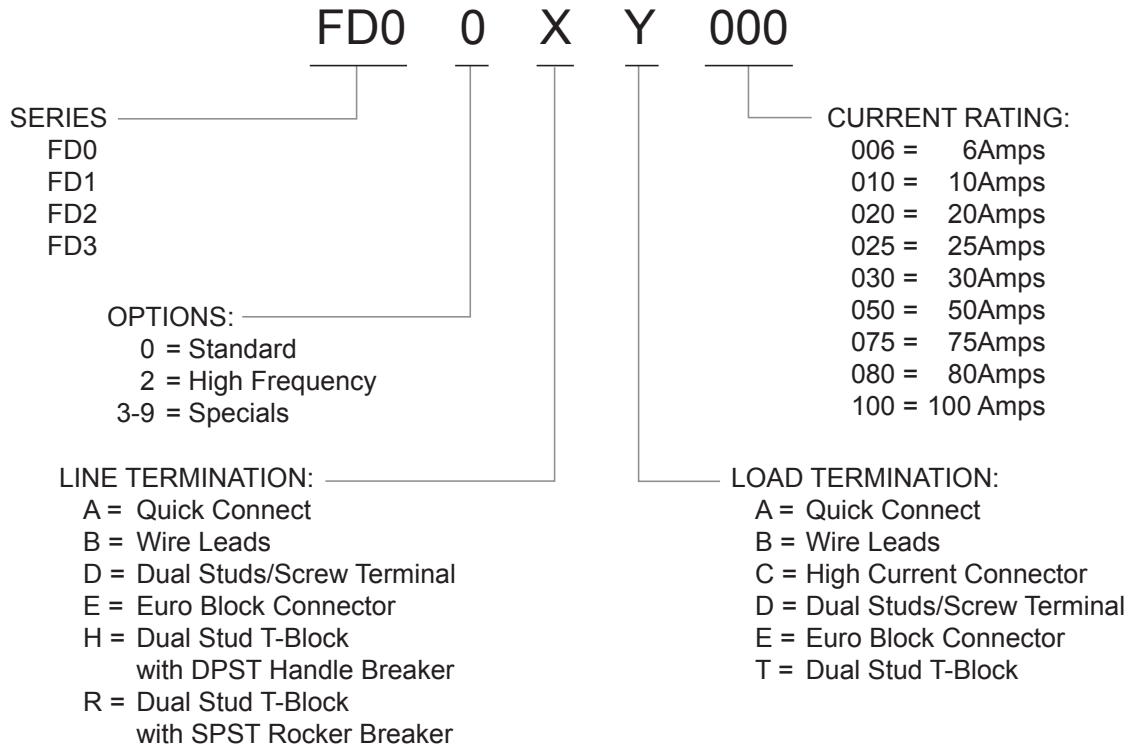 FD0 0 X Y 000
SERIES
FD0
FD1
FD2
FD3
OPTIONS:
0 = Standard
2 = High Frequency
3-9 = Specials
LINE TERMINATION:
A = Quick Connect
B = Wire Leads
D = Dual Studs/Screw Terminal
E = Euro Block Connector
H = Dual Stud T-Block
with DPST Handle Breaker
R = Dual Stud T-Block
with SPST Rocker Breaker
CURRENT RATING:
006 = 6Amps
010 = 10Amps
020 = 20Amps
025 = 25Amps
030 = 30Amps
050 = 50Amps
075 = 75Amps
080 = 80Amps
100 = 100 Amps
LOAD TERMINATION:
A = Quick Connect
B = Wire Leads
C = High Current Connector
D = Dual Studs/Screw Terminal
E = Euro Block Connector
T = Dual Stud T-Block